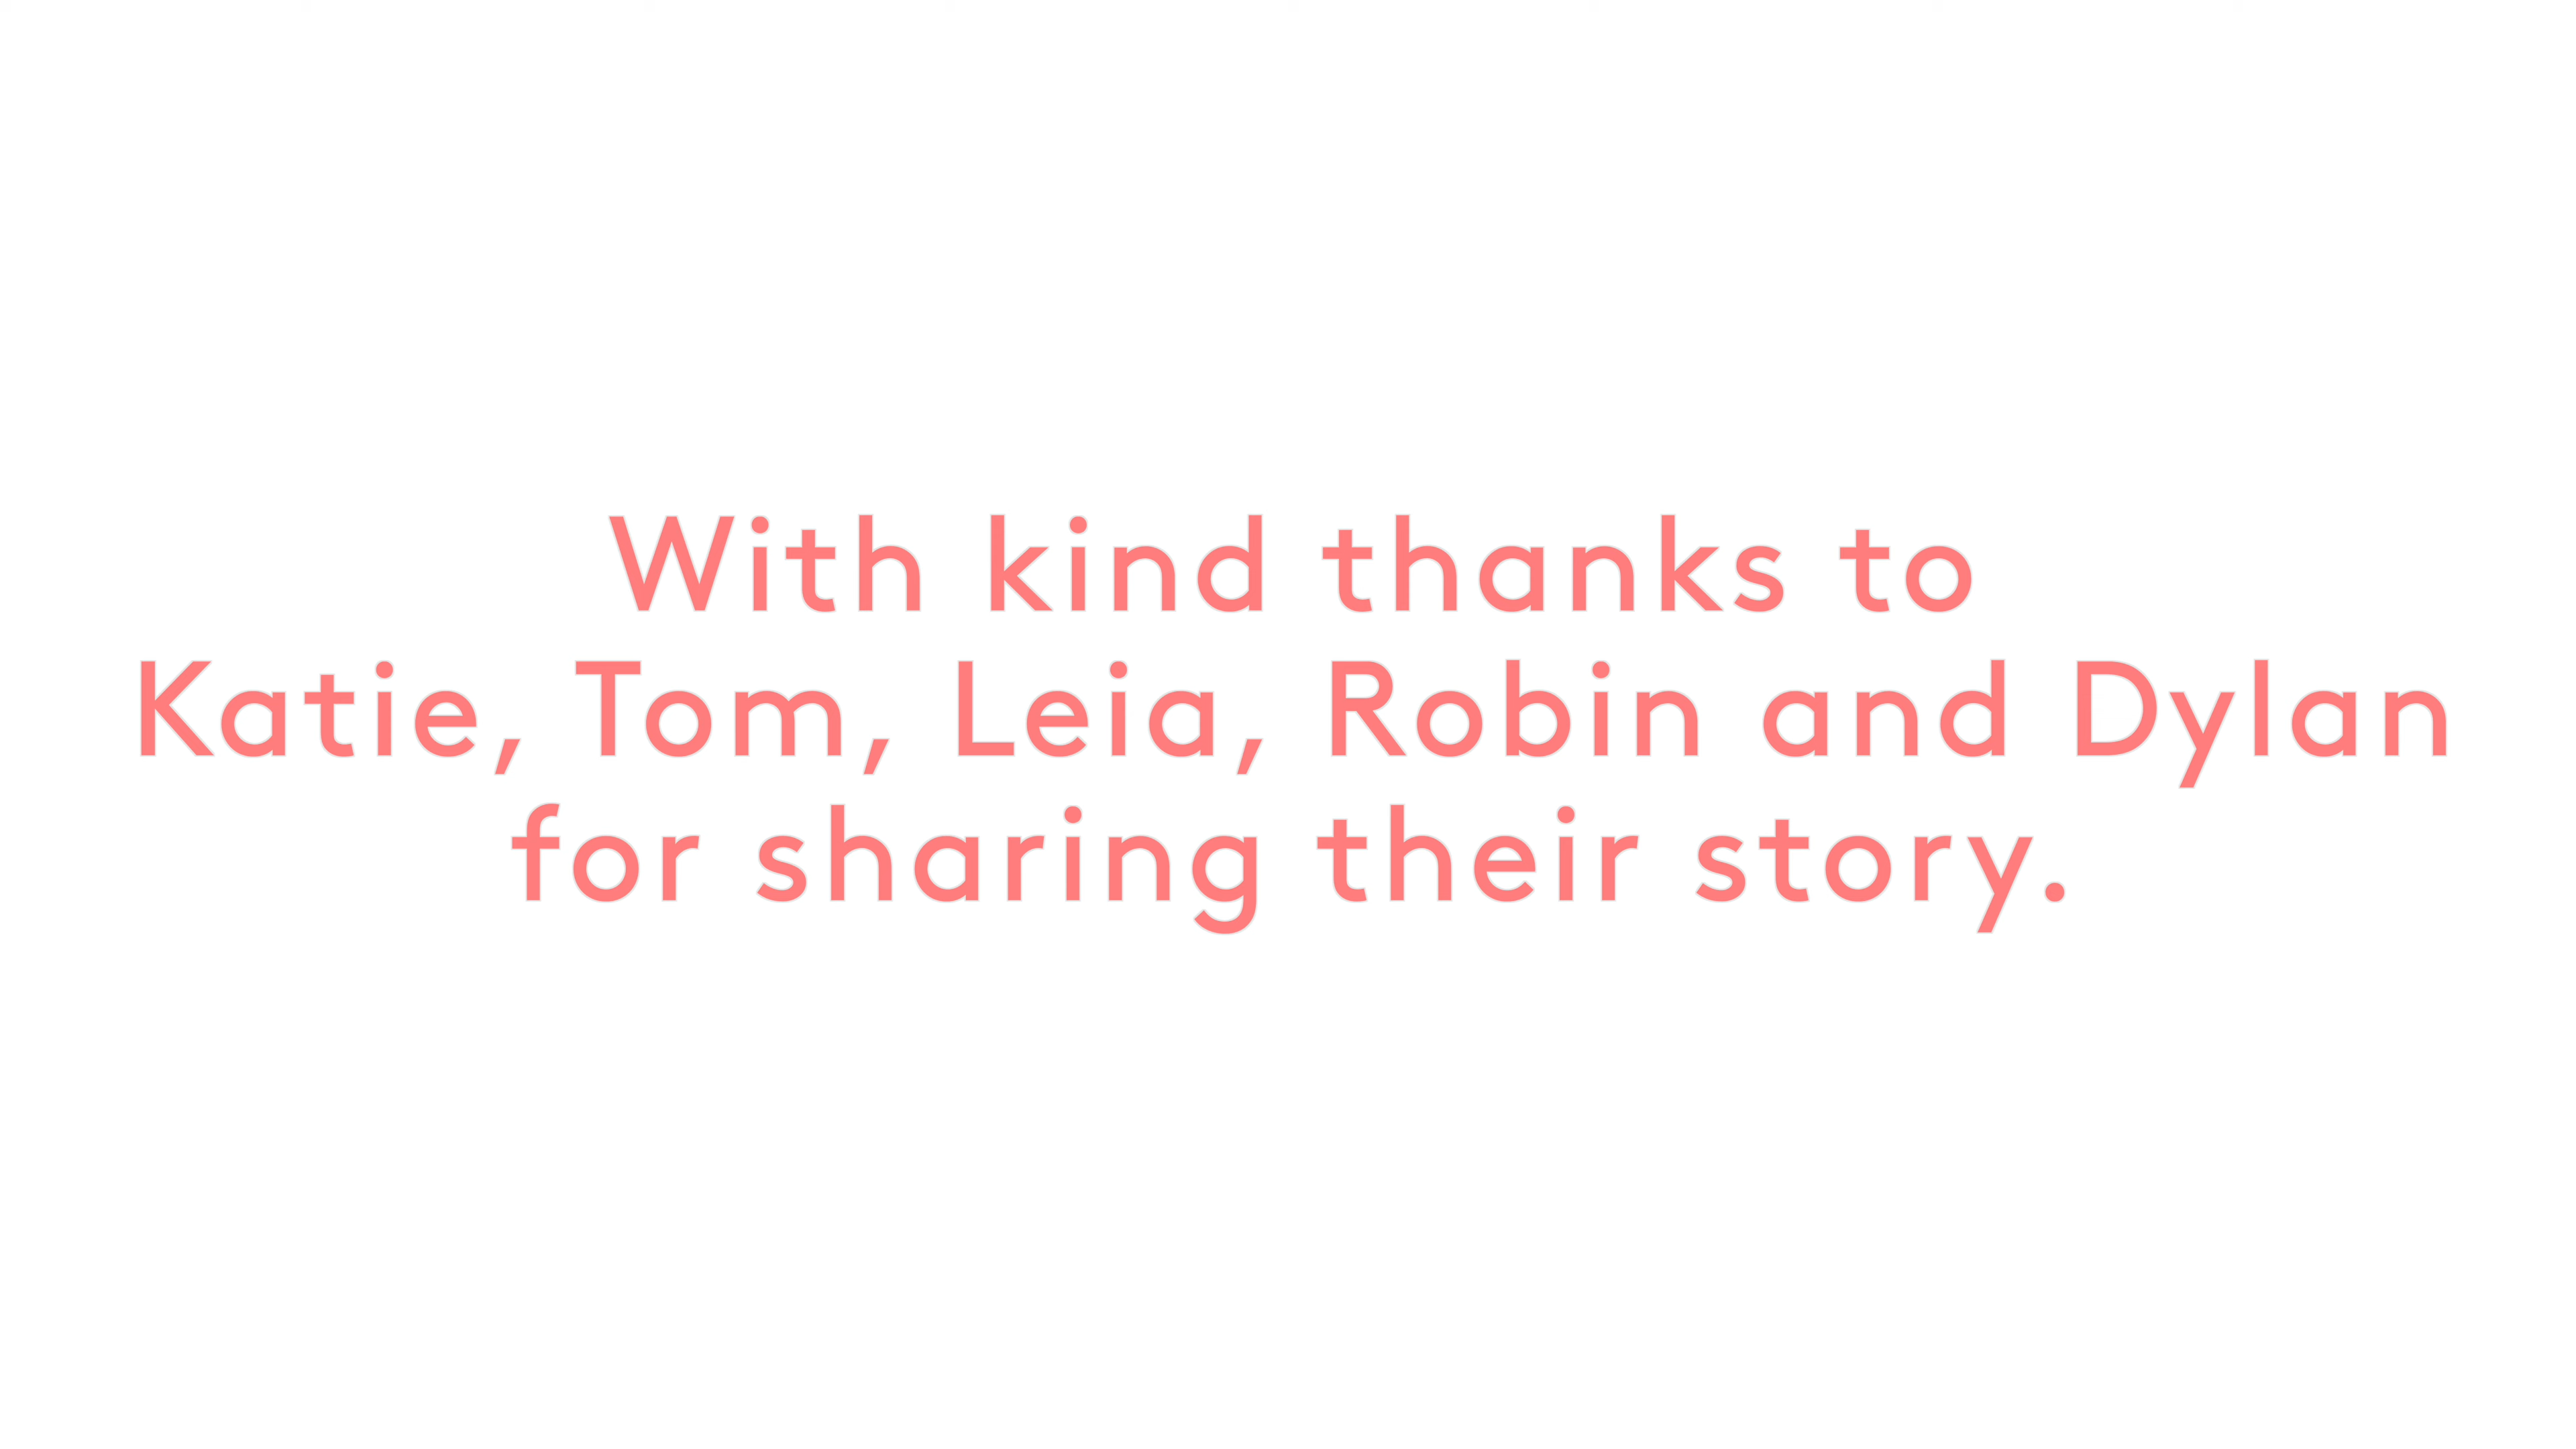 With kind thanks to
Katie, Tom, Leia, Robin and Dylan
for sharing their story.